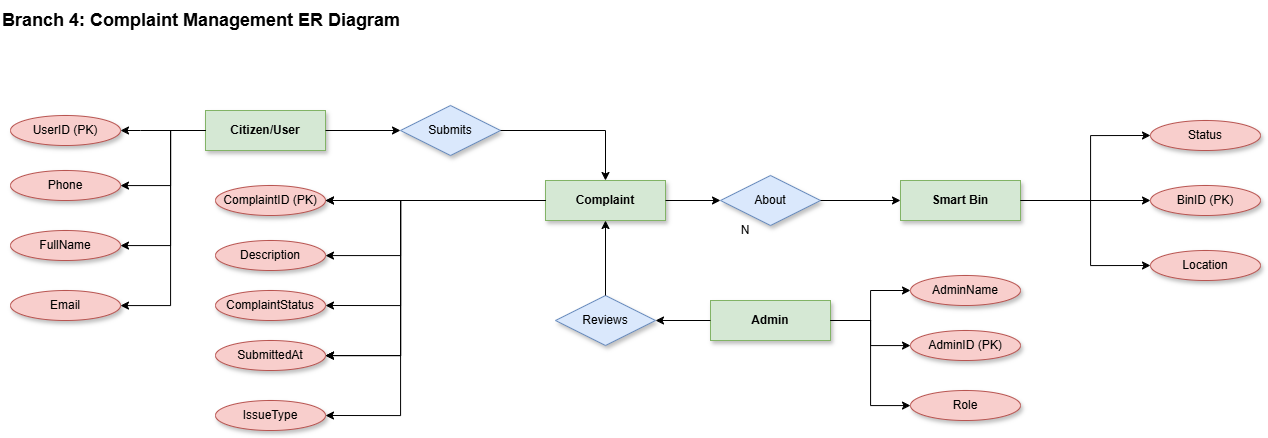 Branch 4: Complaint Management ER Diagram
UserID (PK)
Citizen/User
Submits
Status
Phone
ComplaintID (PK)
Complaint
About
Smart Bin
BinID (PK)
N
FullName
Description
Location
Email
ComplaintStatus
Reviews
Admin
AdminName
SubmittedAt
AdminID (PK)
IssueType
Role